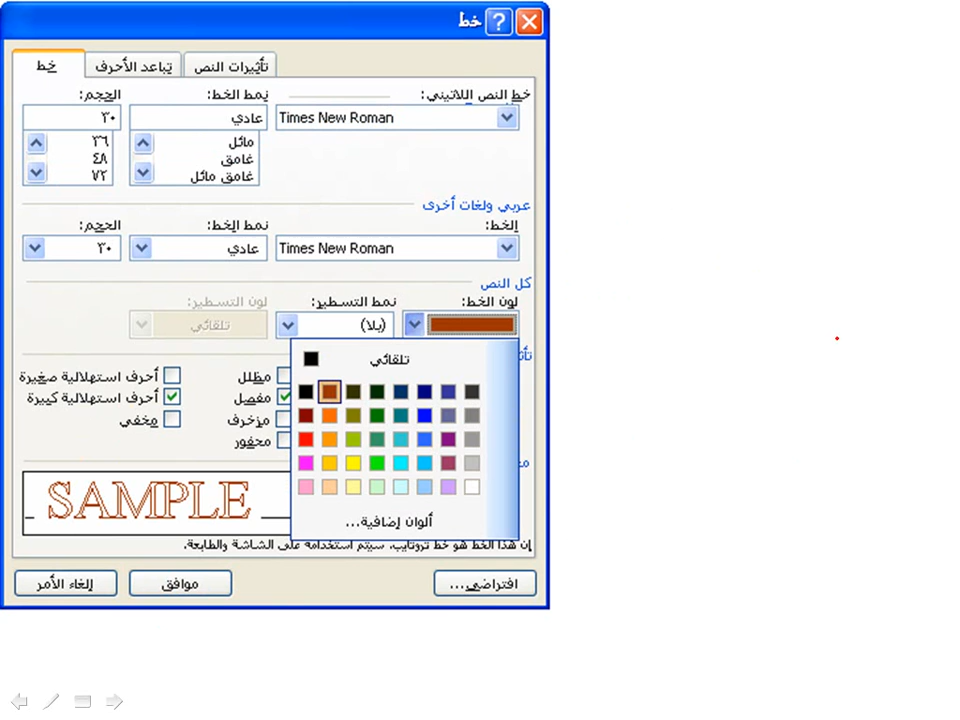 خط
خط
تباعد الأحرف
تأثيرات النص
خط النص اللاتيني:
نمط الخط:
الحجم:
Times New Roman
عادي
٣٠
مائل
غامق
غامق مائل
٣٦
٤٨
٧٢
عربي ولغات أخرى
الخط:
نمط الخط:
الحجم:
Times New Roman
عادي
٣٠
كل النص
لون الخط:
نمط التسطير:
لون التسطير:
(بلا)
تلقائي
تلقائي
ألوان إضافية...
مظلل
مفصل
مزخرف
محفور
أحرف استهلالية صغيرة
أحرف استهلالية كبيرة
مخفي
SAMPLE
إن هذا الخط هو خط تروتايب. سيتم استخدامه على الشاشة والطابعة.
افتراضي...
موافق
إلغاء الأمر